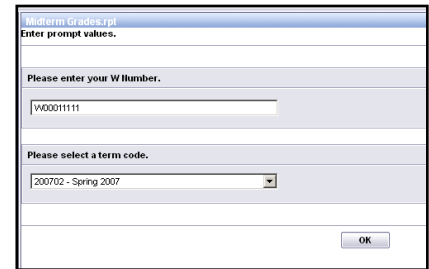 Midterm Grades.rpt
Enter prompt values.
Please enter your W Number.
W00011111
Please select a term code.
200702 - Spring 2007
OK